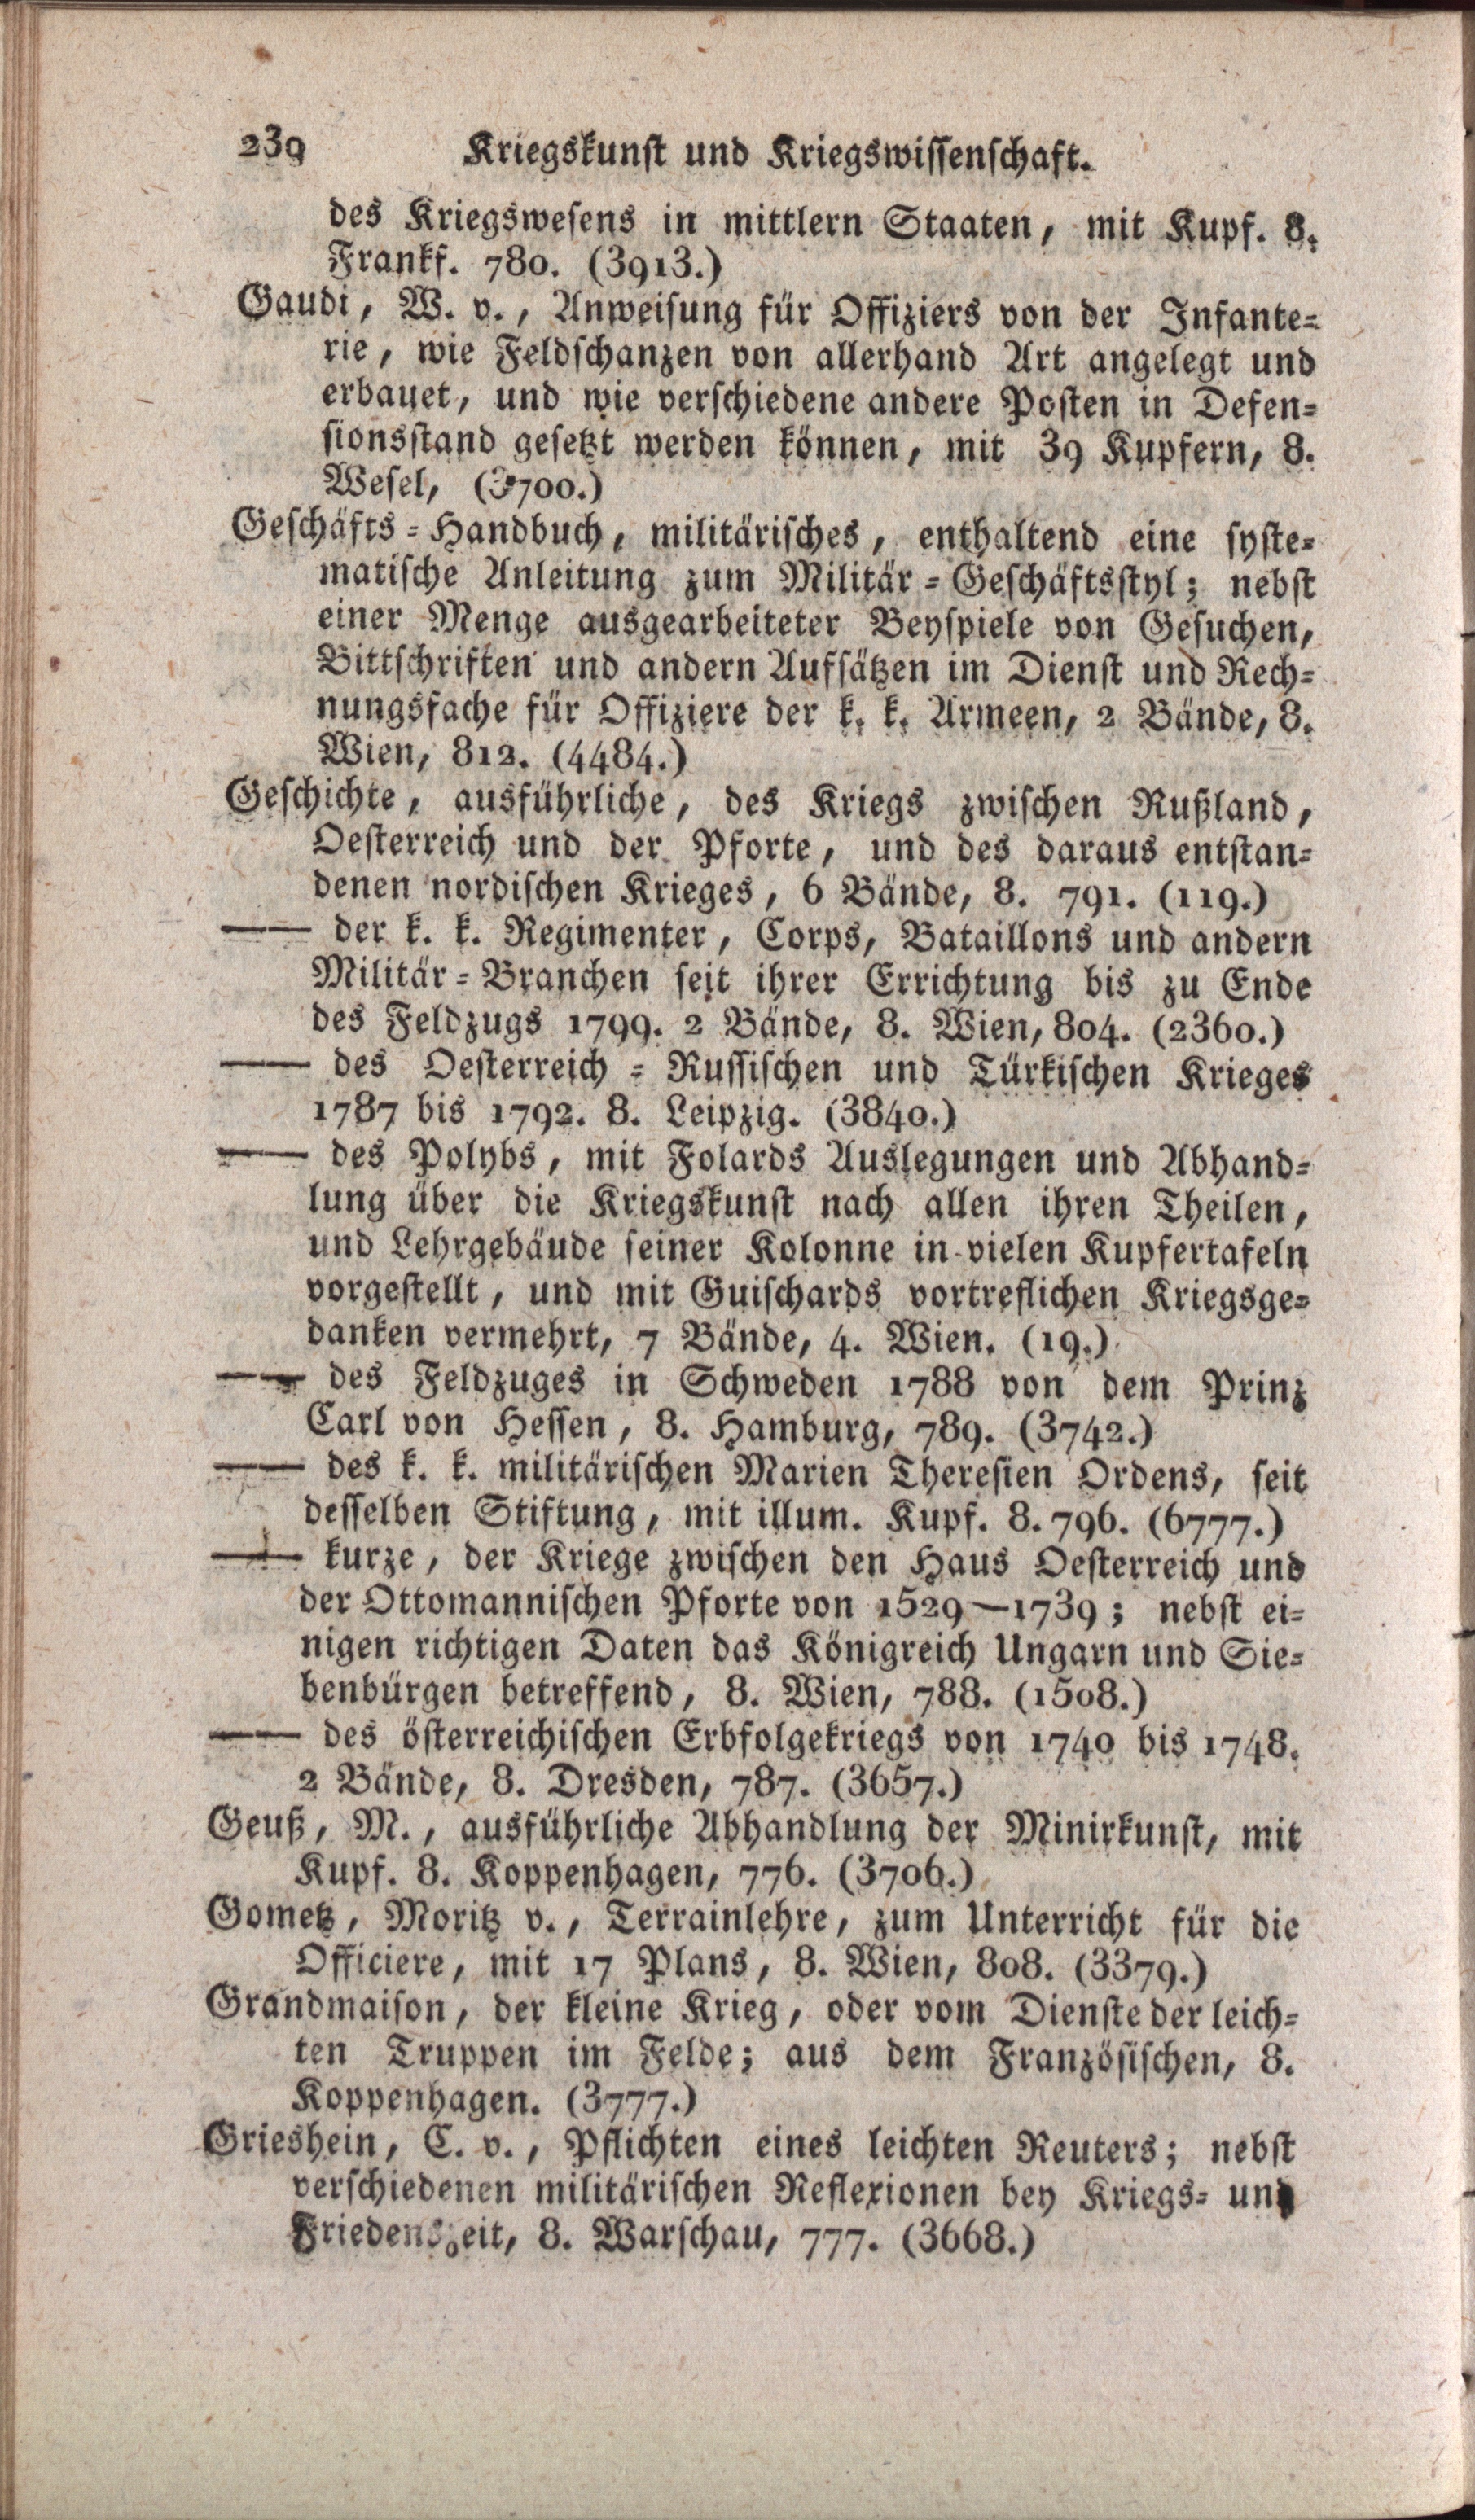 239 Kriegskunst und Kriegswissenschaft.
des Kriegswesens in mittlern Staaten, mit Kupf. 8.
Frankf. 780. (3913.)
Gaudi, W. v., Anweisung für Offiziers von der Infante-
rie, wie Feldschanzen von allerhand Art angelegt und
erbauet, und wie verschiedene andere Posten in Defen-
sionsstand gesetzt werden können, mit 39 Kupfern, 8.
Wesel, (3700.)
Geschäfts-Handbuch, militärisches, enthaltend eine syste-
matische Anleitung zum Militär-Geschäftsstyl; nebst
einer Menge ausgearbeiteter Beyspiele von Gesuchen,
Bittschriften und andern Aufsätzen im Dienst und Rech-
nungsfache für Offiziere der k. k. Armeen, 2 Bände, 8.
Wien, 812. (4484.)
Geschichte, ausführliche, des Kriegs zwischen Rußland,
Oesterreich und der Pforte, und des daraus entstan-
denen nordischen Krieges, 6 Bände, 8. 791. (119.)
—— der k. k. Regimenter, Corps, Bataillons und andern
Militär-Branchen seit ihrer Errichtung bis zu Ende
des Feldzugs 1799. 2 Bände, 8. Wien, 804. (2360.)
—— des Oesterreich-Russischen und Türkischen Krieges
1787 bis 1792. 8. Leipzig. (3840.)
—— des Polybs, mit Folards Auslegungen und Abhand-
lung über die Kriegskunst nach allen ihren Theilen,
und Lehrgebäude seiner Kolonne in vielen Kupfertafeln
vorgestellt, und mit Guischards vortreflichen Kriegsge-
danken vermehrt, 7 Bände, 4. Wien. (19.)
—— des Feldzuges in Schweden 1788 von dem Prinz
Carl von Hessen, 8. Hamburg, 789. (3742.)
—— des k. k. militärischen Marien Theresien Ordens, seit
desselben Stiftung, mit illum. Kupf. 8. 796. (6777.)
—— kurze, der Kriege zwischen den Haus Oesterreich und
der Ottomannischen Pforte von 1529—1739; nebst ei-
nigen richtigen Daten das Königreich Ungarn und Sie-
benbürgen betreffend, 8. Wien, 788. (1508.)
—— des österreichischen Erbfolgekriegs von 1740 bis 1748.
2 Bände, 8. Dresden, 787. (3657.)
Geuß, M., ausführliche Abhandlung der Minirkunst, mit
Kupf. 8. Koppenhagen, 776. (3706.)
Gometz, Moritz v., Terrainlehre, zum Unterricht für die
Officiere, mit 17 Plans, 8. Wien, 808. (3379.)
Grandmaison, der kleine Krieg, oder vom Dienste der leich-
ten Truppen im Felde; aus dem Französischen, 8.
Koppenhagen. (3777.)
Grieshein, C. v., Pflichten eines leichten Reuters; nebst
verschiedenen militärischen Reflexionen bey Kriegs- und
Friedenszeit, 8. Warschau, 777. (3668.)